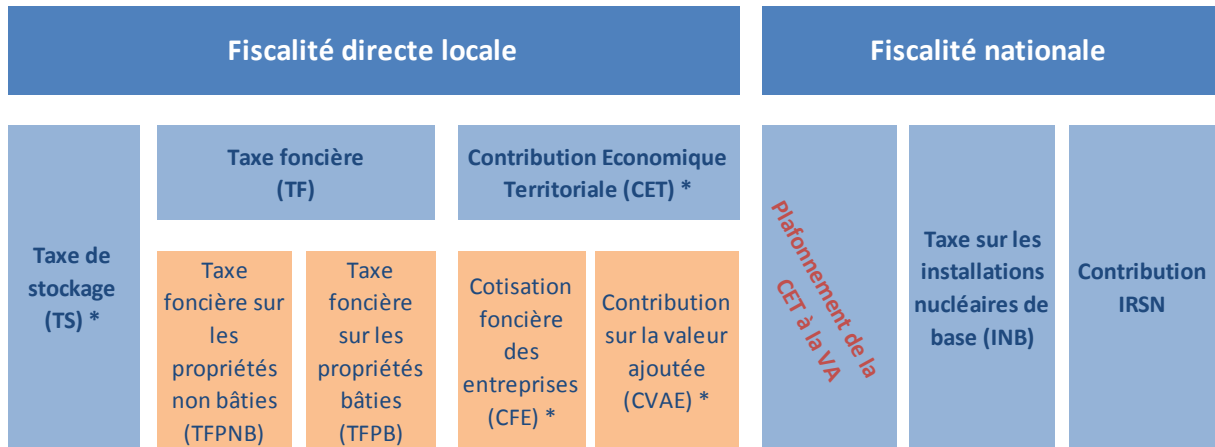 Fiscalité directe locale
Fiscalité nationale
Taxe de
stockage
(TS) *
Taxe foncière
(TF)
Taxe
foncière sur
les
propriétés
non bâties
(TFPNB)
Taxe
foncière
sur les
propriétés
bâties
(TFPB)
Contribution Economique
Territoriale (CET) *
Cotisation
foncière
des
entreprises
(CFE) *
Contribution
sur la valeur
ajoutée
(CVAE) *
Plafonnement de la
CET à la VA
Taxe sur les
installations
nucléaires de
base (INB)
Contribution
IRSN